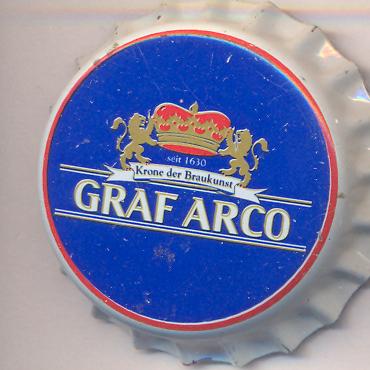 seit 1630
Krone der Braukunst
GRAF ARCO